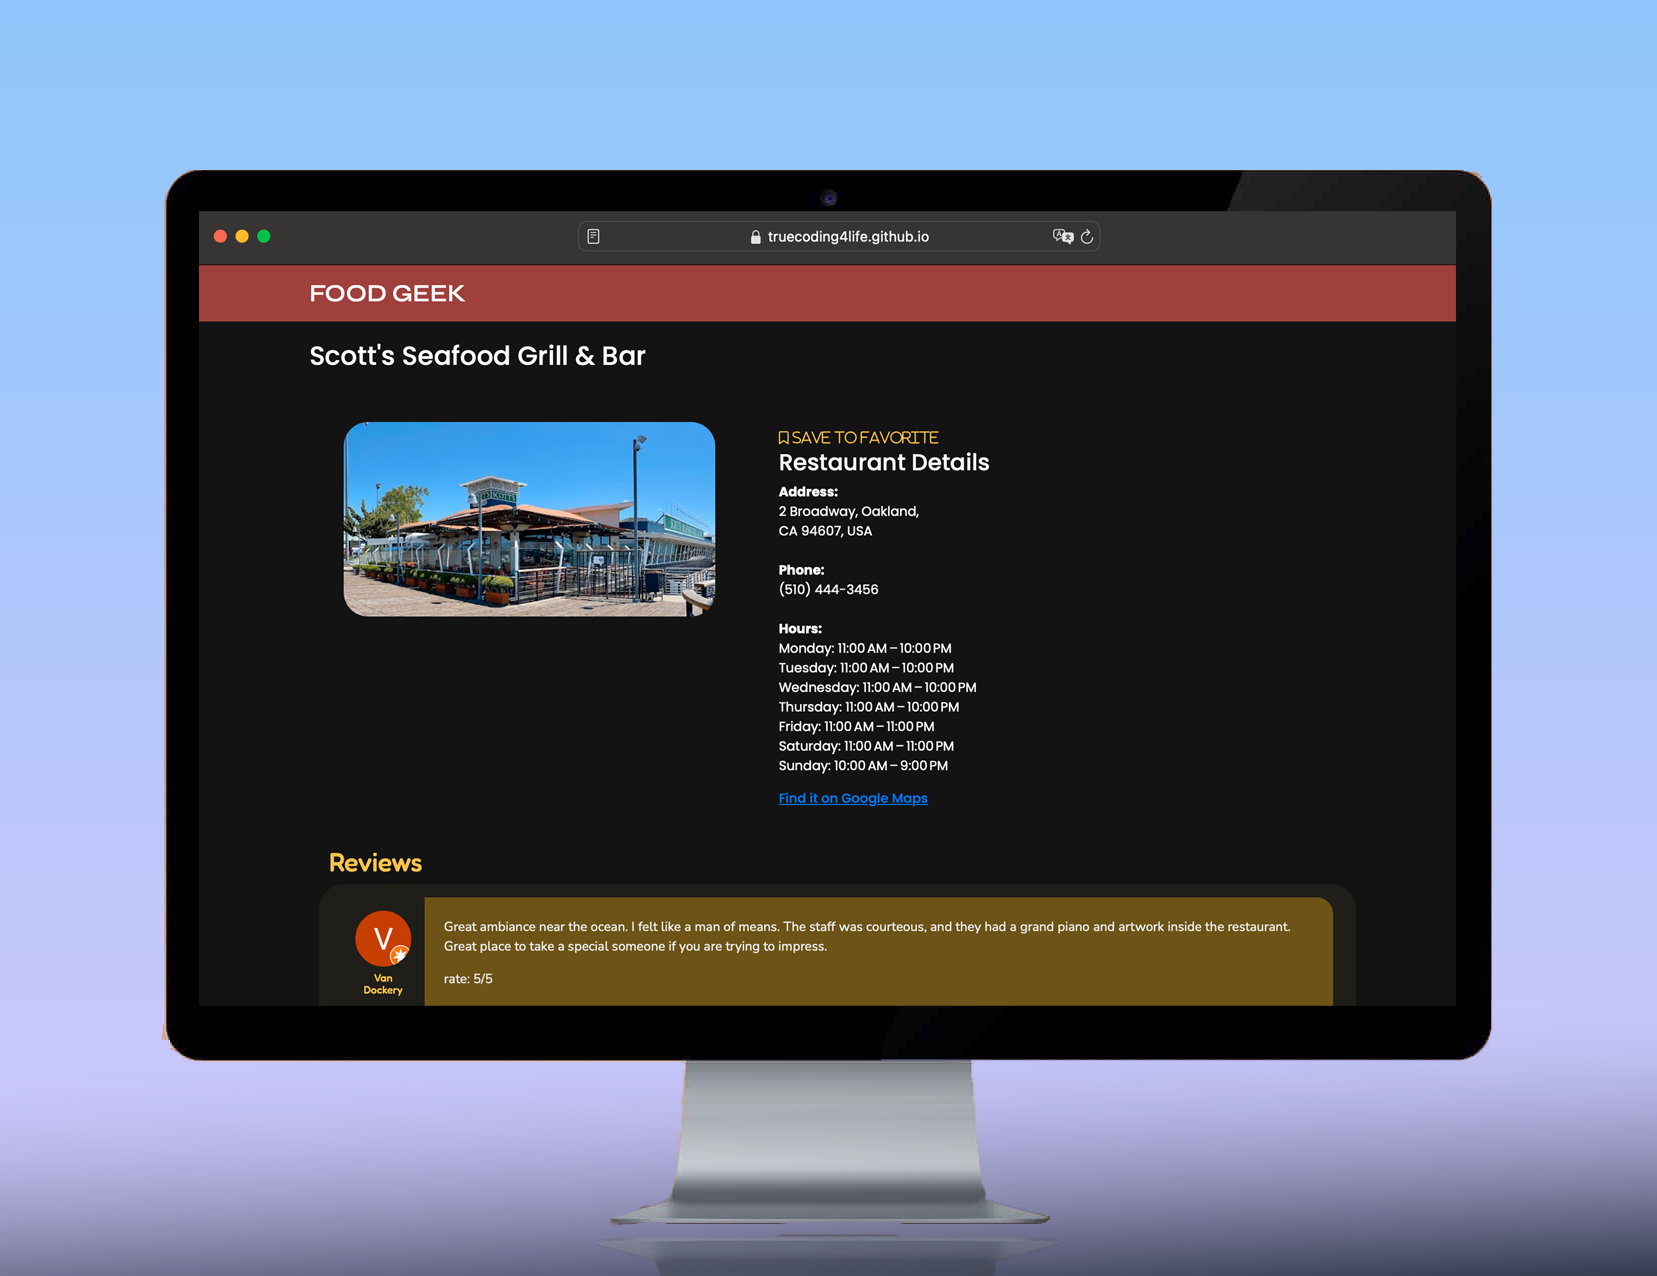 truecoding4life.github.io
FOOD GEEK
Scott's Seafood Grill & Bar
SAVE TO FAVORITE
Restaurant Details
Address:
2 Broadway, Oakland,
CA 94607, USA
Phone:
(510) 444-3456
Hours:
Monday: 11:00 AM – 10:00 PM
Tuesday: 11:00 AM – 10:00 PM
Wednesday: 11:00 AM – 10:00 PM
Thursday: 11:00 AM – 10:00 PM
Friday: 11:00 AM – 11:00 PM
Saturday: 11:00 AM – 11:00 PM
Sunday: 10:00 AM – 9:00 PM
Find it on Google Maps
Reviews
V
Van
Dockery
Great ambiance near the ocean. I felt like a man of means. The staff was courteous, and they had a grand piano and artwork inside the restaurant.
Great place to take a special someone if you are trying to impress.
rate: 5/5